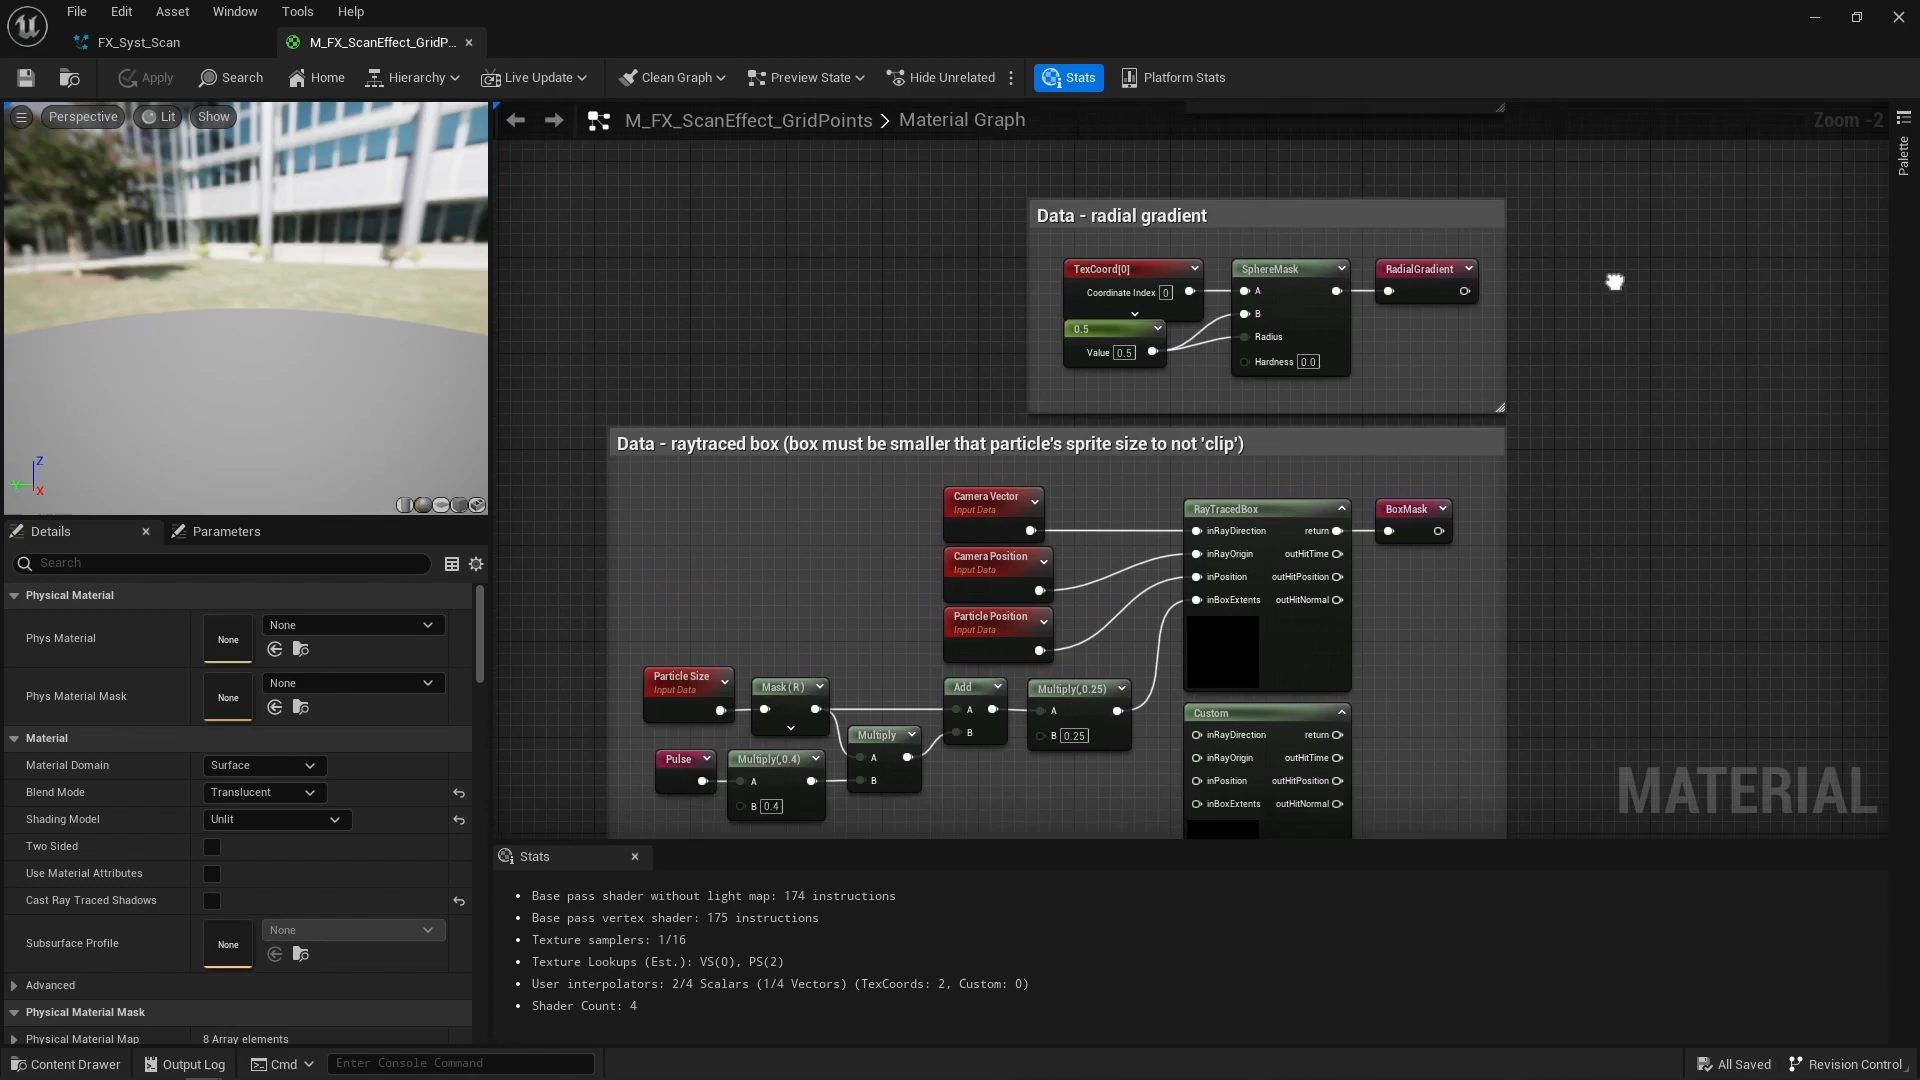 File Edit Asset Window Tools Help
FX_Syst_Scan
M_FX_ScanEffect_GridP...
Apply Search Home Hierarchy Live Update Clean Graph Preview State Hide Unrelated Stats Platform Stats
Perspective Lit Show
M_FX_ScanEffect_GridPoints > Material Graph
Zoom -2
Palette
Data - radial gradient
TexCoord[0]
Coordinate Index 0
0.5
Value 0.5
SphereMask
A
B
Radius
Hardness 0.0
RadialGradient
Data - raytraced box (box must be smaller that particle's sprite size to not 'clip')
Camera Vector
Input Data
Camera Position
Input Data
Particle Position
Input Data
RayTracedBox
inRayDirection return
inRayOrigin outHitTime
inPosition outHitPosition
inBoxExtents outHitNormal
BoxMask
Particle Size
Input Data
Mask (R)
Pulse
Multiply(,0.4)
A
B 0.4
Multiply
A
B
Add
A
B
Multiply(,0.25)
A
B 0.25
Custom
inRayDirection return
inRayOrigin outHitTime
inPosition outHitPosition
inBoxExtents outHitNormal
MATERIAL
Z
X
Details
Parameters
Search
Physical Material
Phys Material None None
Phys Material Mask None None
Material
Material Domain Surface
Blend Mode Translucent
Shading Model Unlit
Two Sided
Use Material Attributes
Cast Ray Traced Shadows
Subsurface Profile None None
Advanced
Physical Material Mask
Physical Material Map 8 Array elements
Stats
• Base pass shader without light map: 174 instructions
• Base pass vertex shader: 175 instructions
• Texture samplers: 1/16
• Texture Lookups (Est.): VS(0), PS(2)
• User interpolators: 2/4 Scalars (1/4 Vectors) (TexCoords: 2, Custom: 0)
• Shader Count: 4
Content Drawer Output Log Cmd Enter Console Command All Saved Revision Control